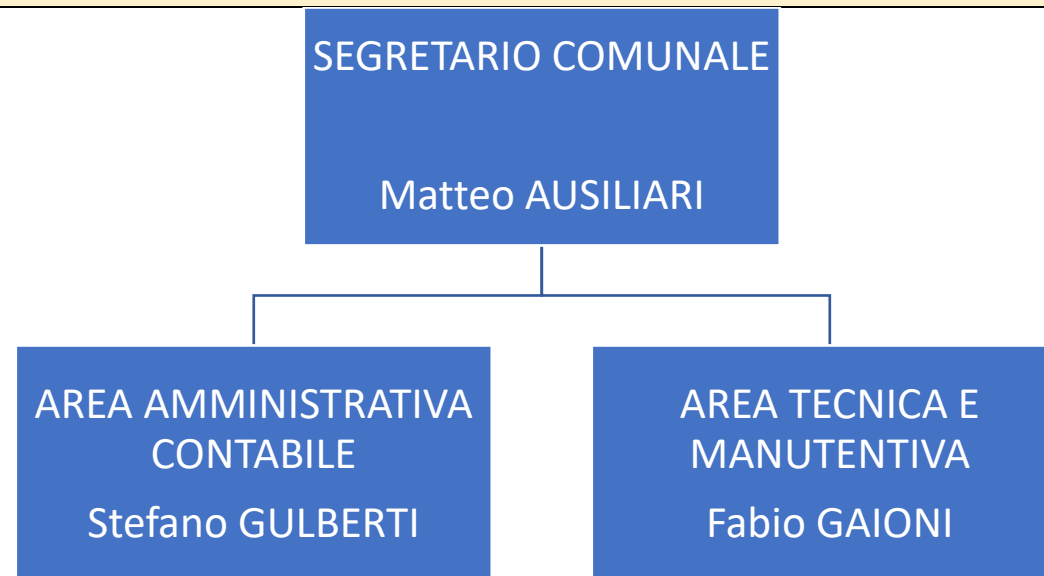 SEGRETARIO COMUNALE
Matteo AUSILIARI
AREA AMMINISTRATIVA
CONTABILE
Stefano GULBERTI
AREA TECNICA E
MANUTENTIVA
Fabio GAIONI